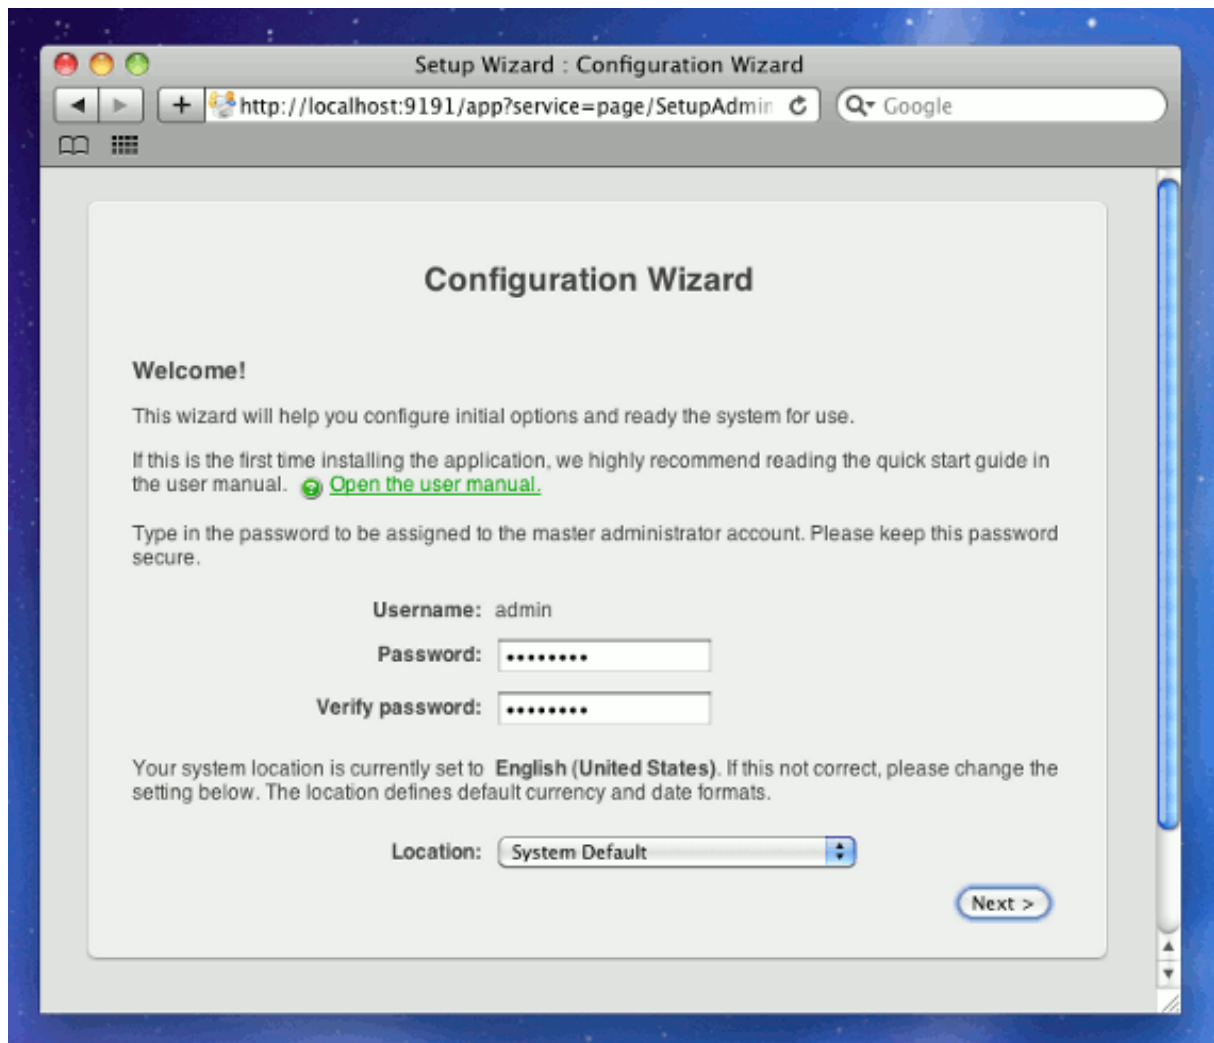 Setup Wizard : Configuration Wizard
http://localhost:9191/app?service=page/SetupAdmin
Google
Configuration Wizard
Welcome!
This wizard will help you configure initial options and ready the system for use.
If this is the first time installing the application, we highly recommend reading the quick start guide in
the user manual. Open the user manual.
Type in the password to be assigned to the master administrator account. Please keep this password
secure.
Username: admin
Password: ••••••••
Verify password: ••••••••
Your system location is currently set to English (United States). If this not correct, please change the
setting below. The location defines default currency and date formats.
Location: System Default
Next >